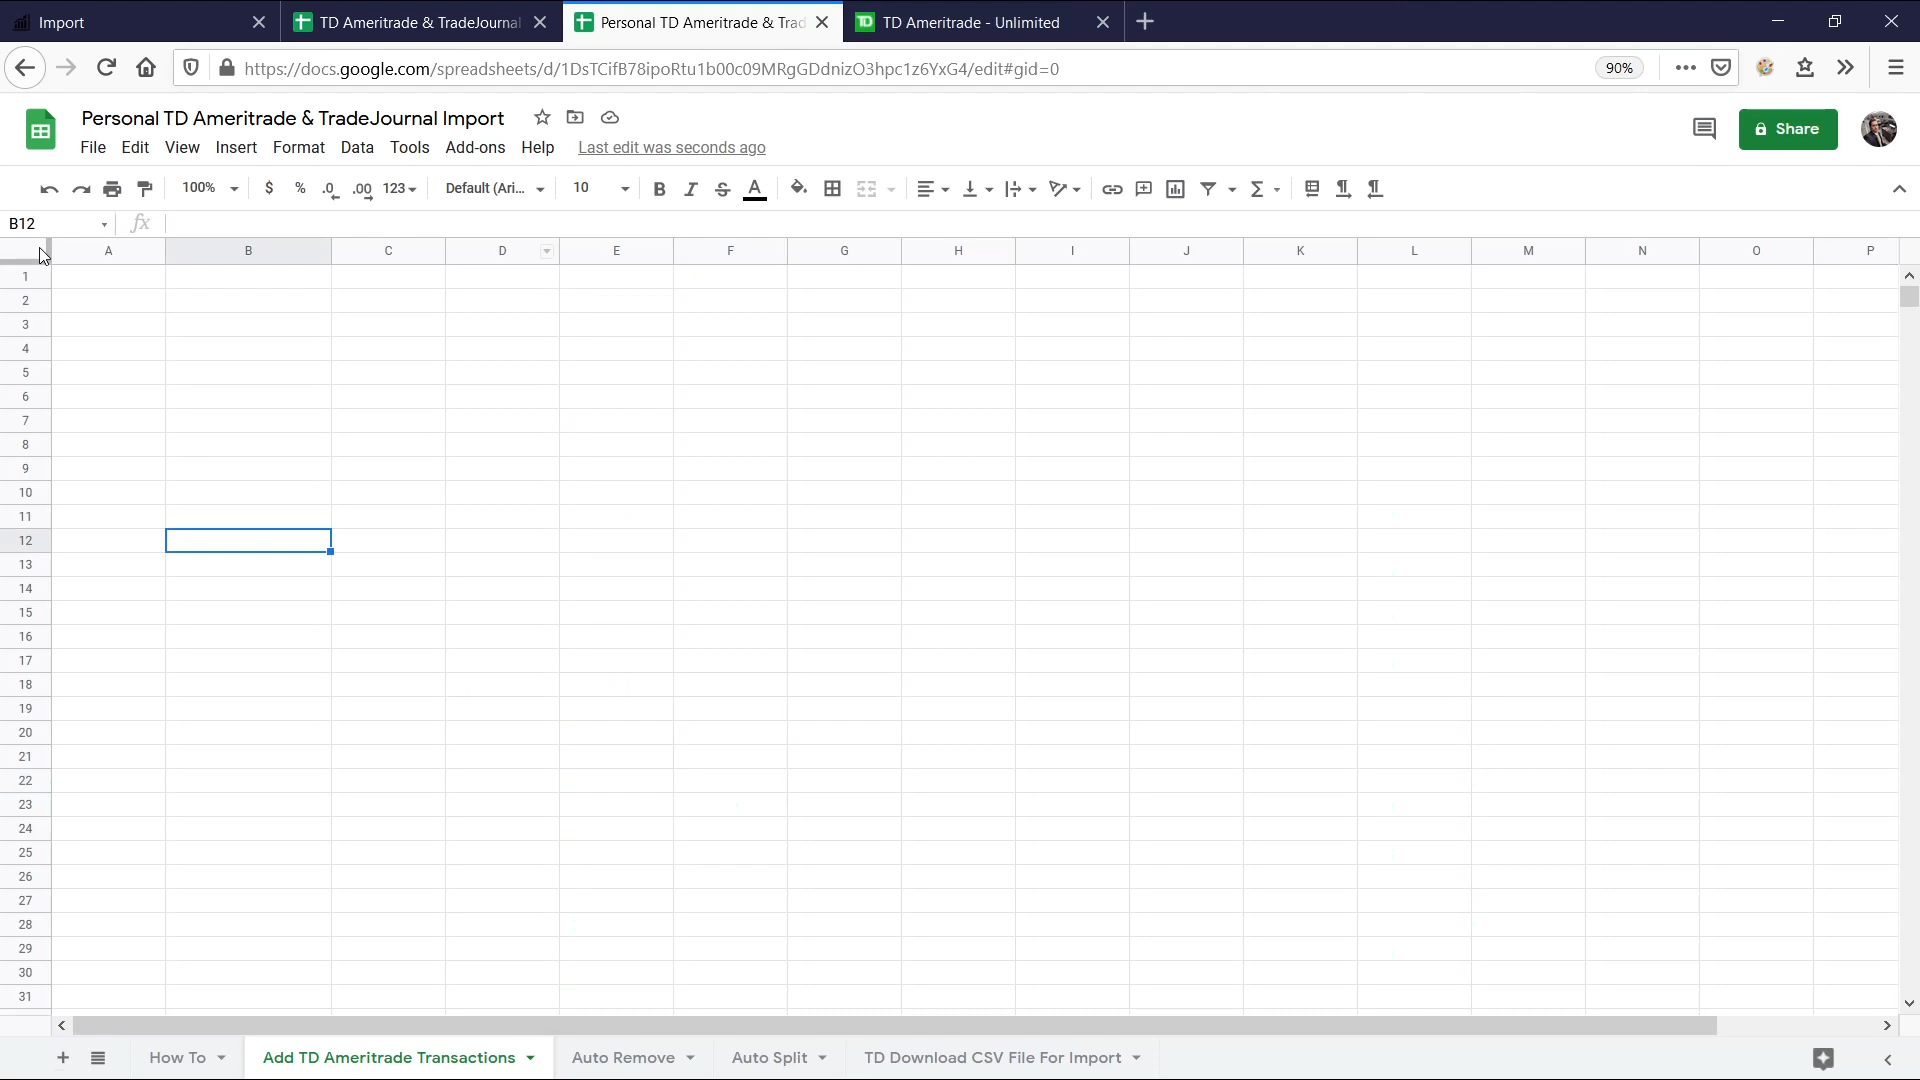 Import
TD Ameritrade & TradeJournal
Personal TD Ameritrade & Trad
TD Ameritrade - Unlimited
https://docs.google.com/spreadsheets/d/1DsTCifB78ipoRtu1b00c09MRgGDdnizO3hpc1z6YxG4/edit#gid=0
90%
Personal TD Ameritrade & TradeJournal Import
Share
File Edit View Insert Format Data Tools Add-ons Help Last edit was seconds ago
100% $ % .0 .00 123 Default (Ari... 10 B I S A
B12 fx
A B C D E F G H I J K L M N O P
1
2
3
4
5
6
7
8
9
10
11
12
13
14
15
16
17
18
19
20
21
22
23
24
25
26
27
28
29
30
31
How To Add TD Ameritrade Transactions Auto Remove Auto Split TD Download CSV File For Import